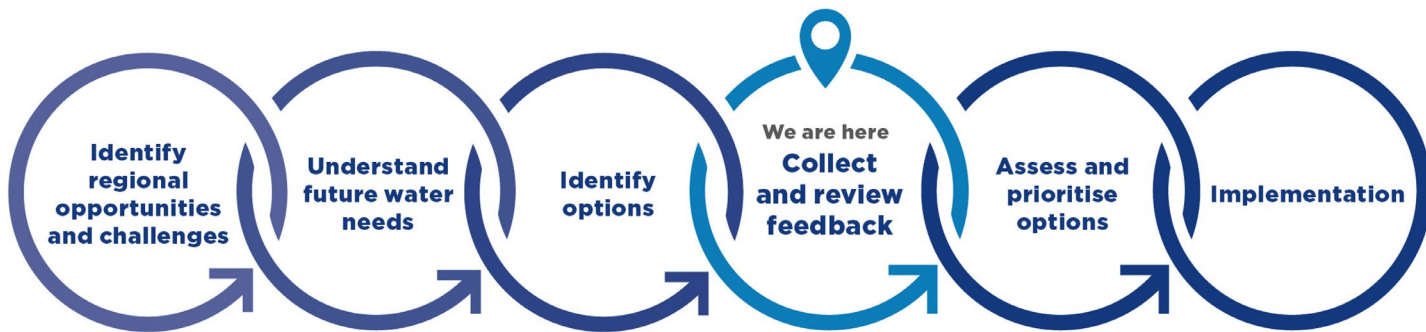 Identify
regional
opportunities
and challenges
Understand
future water
needs
Identify
options
We are here
Collect
and review
feedback
Assess and
prioritise
options
Implementation